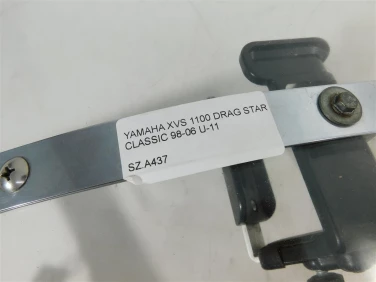 YAMAHA XVS 1100 DRAG STAR
CLASSIC 98-06 U-11
SZ.A437